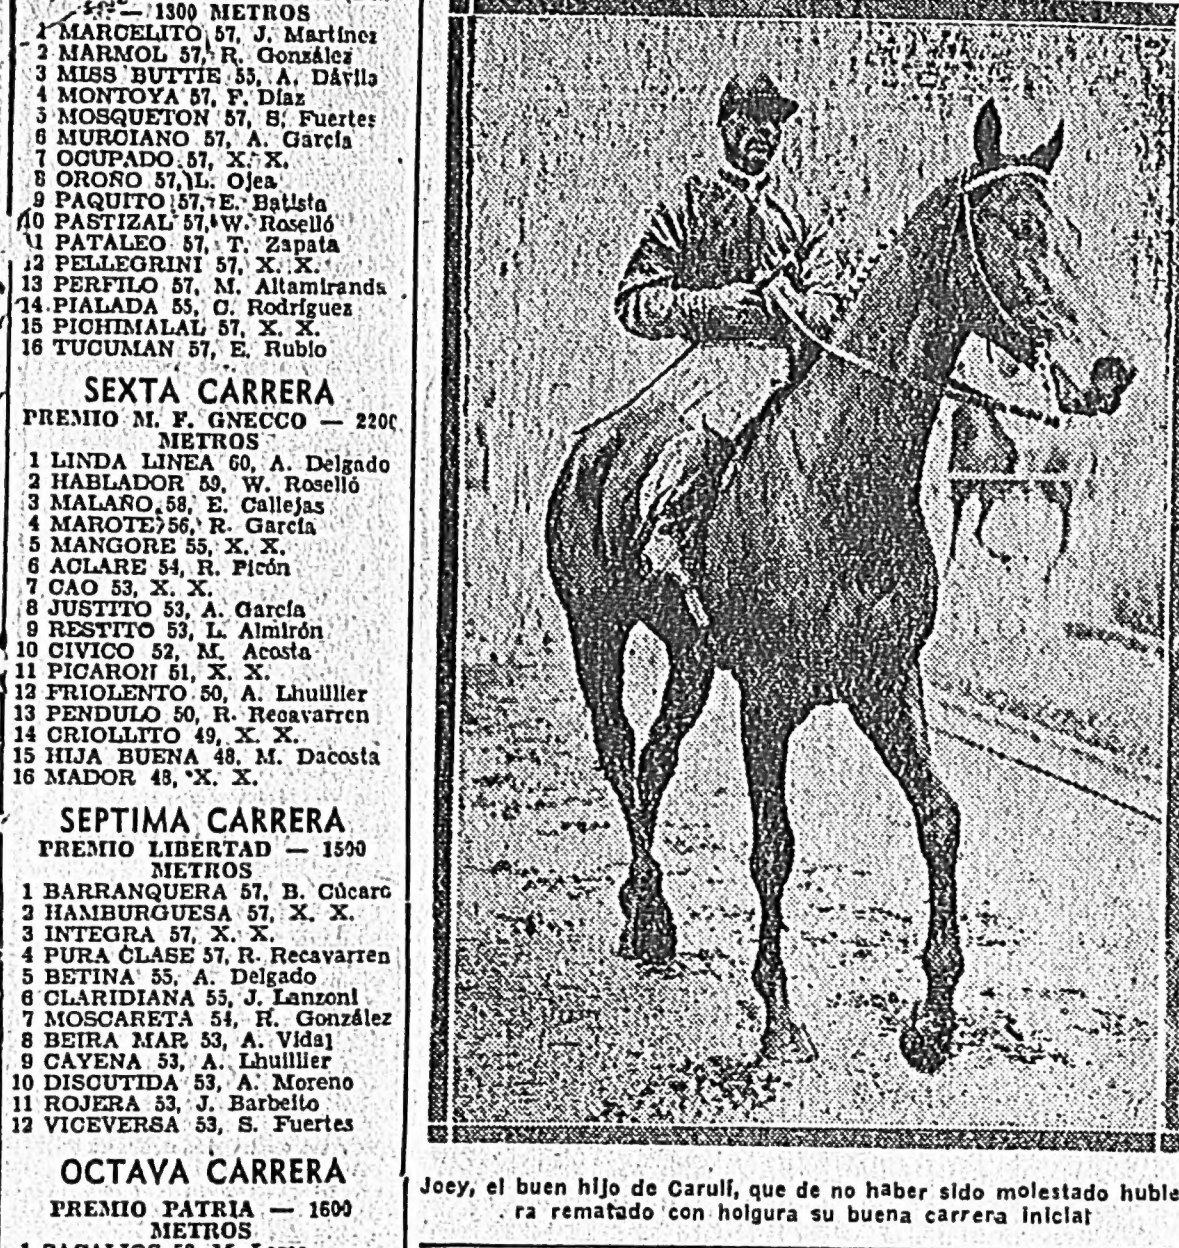 1300 METROS
1 MARCELITO 57, J. Martínez
2 MARMOL 57, R. González
3 MISS BUTTIE 55, A. Dávila
4 MONTOYA 57, F. Díaz
5 MOSQUETON 57, S. Fuertes
6 MURCIANO 57, A. García
7 OCUPADO 57, X. X.
8 OROÑO 57, L. Ojea
9 PAQUITO 57, E. Batista
10 PASTIZAL 57, W. Roselló
11 PATALEO 57, T. Zapata
12 PELLEGRINI 57, X. X.
13 PERFILO 57, M. Altamiranda
14 PIALADA 55, C. Rodríguez
15 PICHIMALAL 57, X. X.
16 TUCUMAN 57, E. Rubio
SEXTA CARRERA
PREMIO M. F. GNECCO — 2200
METROS
1 LINDA LINEA 60, A. Delgado
2 HABLADOR 59, W. Roselló
3 MALAÑO 58, E. Callejas
4 MAROTE 56, R. García
5 MANGORE 55, X. X.
6 ACLARE 54, R. Picón
7 CAO 53, X. X.
8 JUSTITO 53, A. García
9 RESTITO 53, L. Almirón
10 CIVICO 52, M. Acosta
11 PICARON 51, X. X.
12 FRIOLENTO 50, A. Lhuillier
13 PENDULO 50, R. Recavarren
14 CRIOLLITO 49, X. X.
15 HIJA BUENA 48, M. Dacosta
16 MADOR 48, X. X.
SEPTIMA CARRERA
PREMIO LIBERTAD — 1500
METROS
1 BARRANQUERA 57, B. Cúcaro
2 HAMBURGUESA 57, X. X.
3 INTEGRA 57, X. X.
4 PURA CLASE 57, R. Recavarren
5 BETINA 55, A. Delgado
6 CLARIDIANA 55, J. Lanzoni
7 MOSCARETA 54, R. González
8 BEIRA MAR 53, A. Vidal
9 CAYENA 53, A. Lhuillier
10 DISCUTIDA 53, A. Moreno
11 ROJERA 53, J. Barbeito
12 VICEVERSA 53, S. Fuertes
OCTAVA CARRERA
PREMIO PATRIA — 1600
METROS
Joey, el buen hijo de Carulí, que de no haber sido molestado hubie
ra rematado con holgura su buena carrera inicial